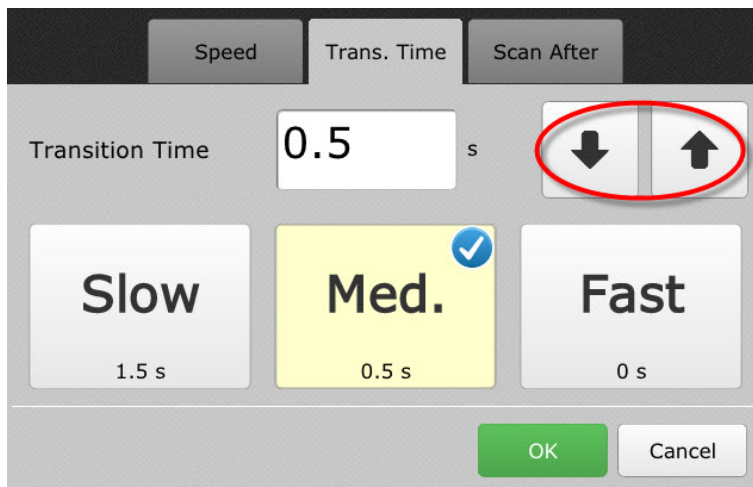 Speed Trans. Time Scan After
Transition Time 0.5 s
Slow Med. Fast
1.5 s 0.5 s 0 s
OK Cancel